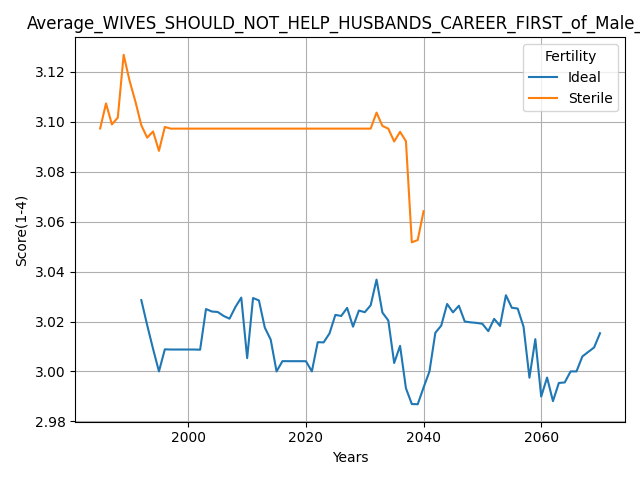 Average_WIVES_SHOULD_NOT_HELP_HUSBANDS_CAREER_FIRST_of_Male_
Fertility
Ideal
Sterile
Score(1-4)
3.12
3.10
3.08
3.06
3.04
3.02
3.00
2.98
2000 2020 2040 2060
Years